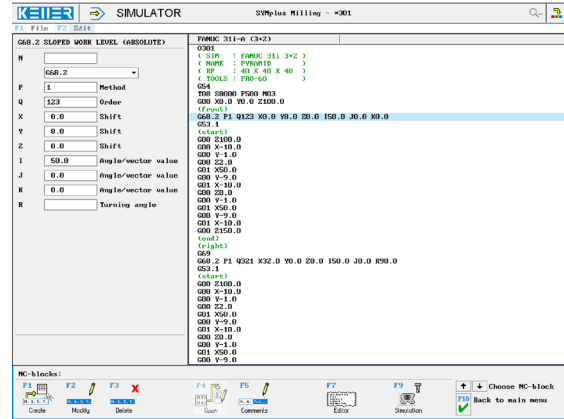 KELLER
SIMULATOR
SYMplus Milling - *301
F1 File F2 Edit
G68.2 SLOPED WORK LEVEL (ABSOLUTE)
N
G68.2
P 1 Method
Q 123 Order
X 0.0 Shift
Y 0.0 Shift
Z 0.0 Shift
I 50.0 Angle/vector value
J 0.0 Angle/vector value
K 0.0 Angle/vector value
R Turning angle
FANUC 31i-A (3+2)
O301
( SIM : FANUC 31i 3+2 )
( NAME : PYRAMID )
( RP : 40 X 40 X 40 )
( TOOLS : PRO-60 )
G54
T08 S8000 F500 M03
G00 X0.0 Y0.0 Z100.0
(front)
G68.2 P1 Q123 X0.0 Y0.0 Z0.0 I50.0 J0.0 K0.0
G53.1
(start)
G00 Z100.0
G00 X-10.0
G00 Y-1.0
G00 Z2.0
G01 X50.0
G00 Y-9.0
G01 X-10.0
G00 Z0.0
G00 Y-1.0
G01 X50.0
G00 Y-9.0
G01 X-10.0
G00 Z150.0
(end)
(right)
G69
G68.2 P1 Q321 X32.0 Y0.0 Z0.0 I50.0 J0.0 K90.0
G53.1
(start)
G00 Z100.0
G00 X-10.0
G00 Y-1.0
G00 Z2.0
G01 X50.0
G00 Y-9.0
G01 X-10.0
G00 Z0.0
G00 Y-1.0
G01 X50.0
G00 Y-9.0
NC-blocks:
F1 Create
F2 Modify
F3 Delete
F4
F5 Comments
F7 Editor
F9 Simulation
Choose NC-block
F10 Back to main menu